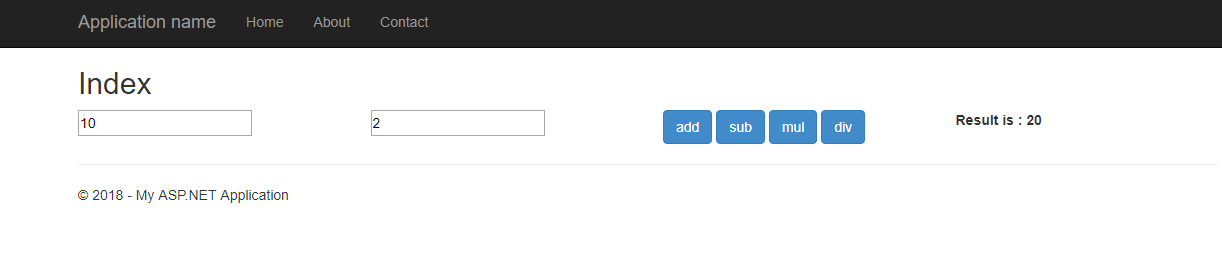 Application name Home About Contact
Index
10 2 add sub mul div Result is : 20
© 2018 - My ASP.NET Application